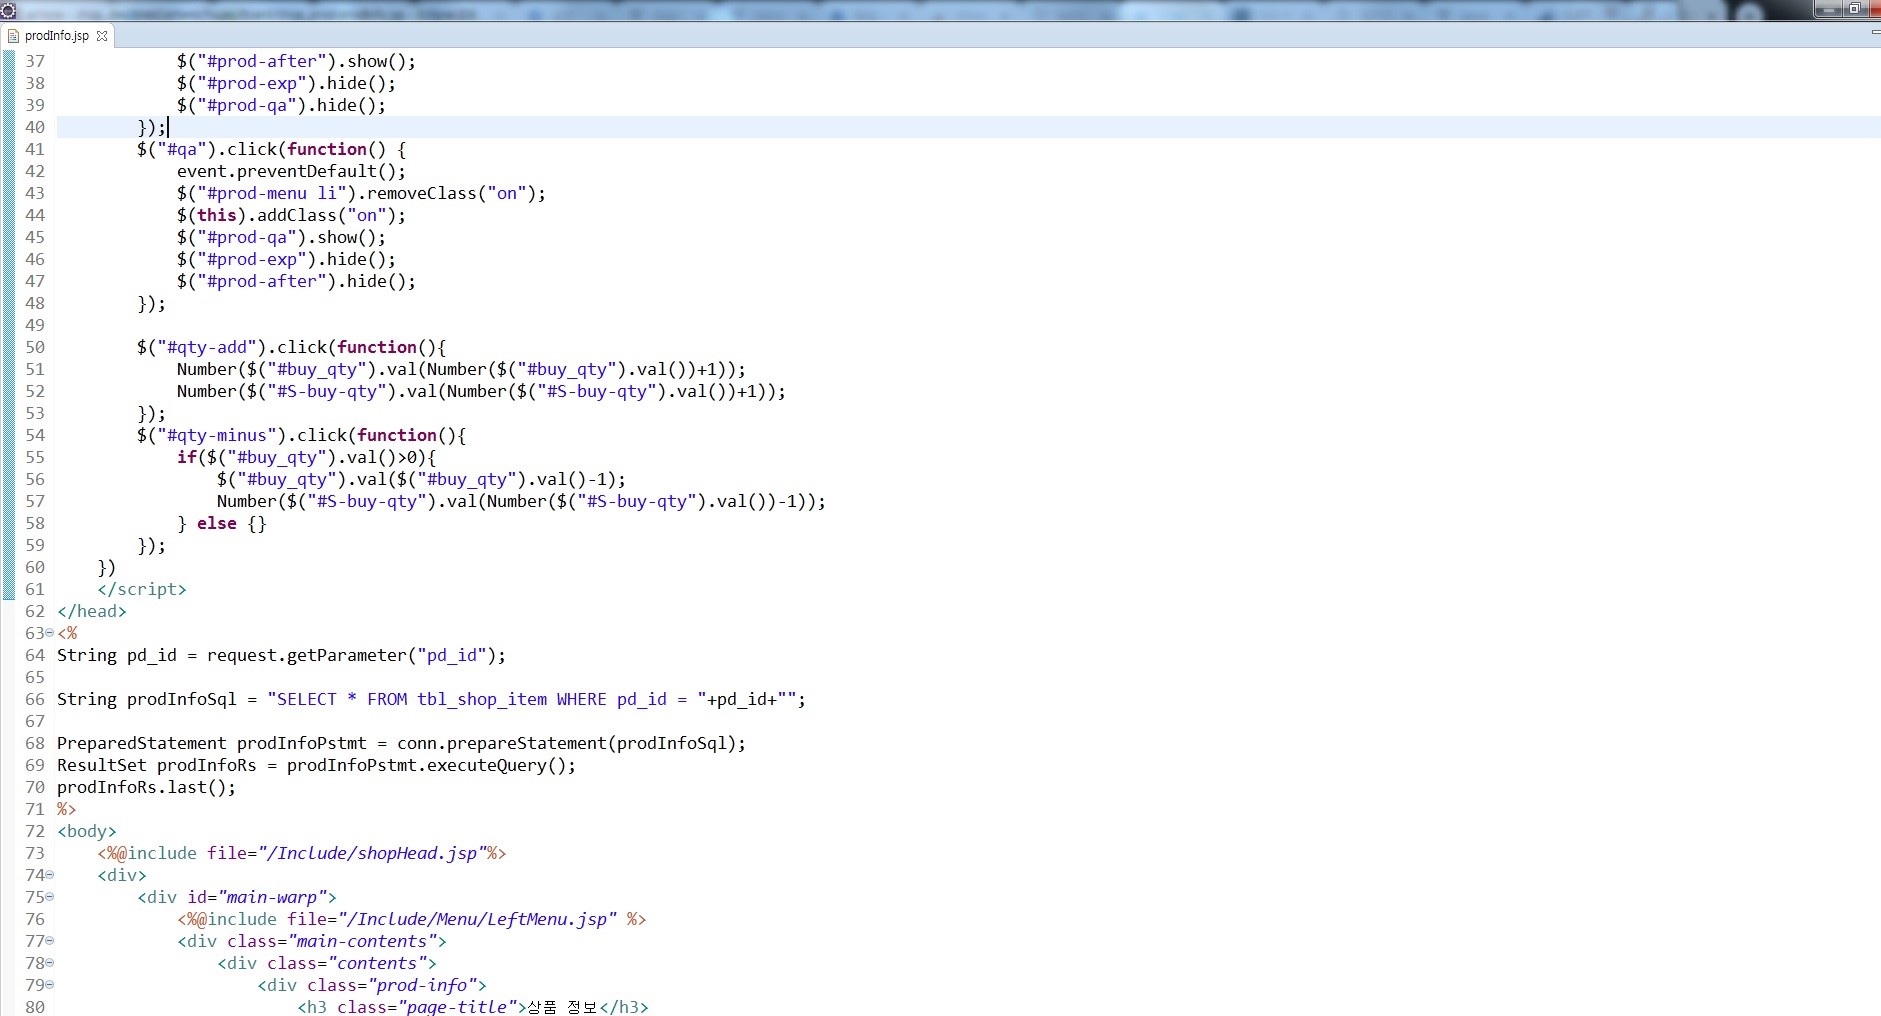 prodInfo.jsp
37 $("#prod-after").show();
38 $("#prod-exp").hide();
39 $("#prod-qa").hide();
40 });
41 $("#qa").click(function() {
42 event.preventDefault();
43 $("#prod-menu li").removeClass("on");
44 $(this).addClass("on");
45 $("#prod-qa").show();
46 $("#prod-exp").hide();
47 $("#prod-after").hide();
48 });
49
50 $("#qty-add").click(function(){
51 Number($("#buy_qty").val(Number($("#buy_qty").val())+1));
52 Number($("#S-buy-qty").val(Number($("#S-buy-qty").val())+1));
53 });
54 $("#qty-minus").click(function(){
55 if($("#buy_qty").val()>0){
56 $("#buy_qty").val($("#buy_qty").val()-1);
57 Number($("#S-buy-qty").val(Number($("#S-buy-qty").val())-1));
58 } else {}
59 });
60 })
61 </script>
62 </head>
63 <%
64 String pd_id = request.getParameter("pd_id");
65
66 String prodInfoSql = "SELECT * FROM tbl_shop_item WHERE pd_id = "+pd_id+"";
67
68 PreparedStatement prodInfoPstmt = conn.prepareStatement(prodInfoSql);
69 ResultSet prodInfoRs = prodInfoPstmt.executeQuery();
70 prodInfoRs.last();
71 %>
72 <body>
73 <%@include file="/Include/shopHead.jsp"%>
74 <div>
75 <div id="main-warp">
76 <%@include file="/Include/Menu/LeftMenu.jsp" %>
77 <div class="main-contents">
78 <div class="contents">
79 <div class="prod-info">
80 <h3 class="page-title">상품 정보</h3>